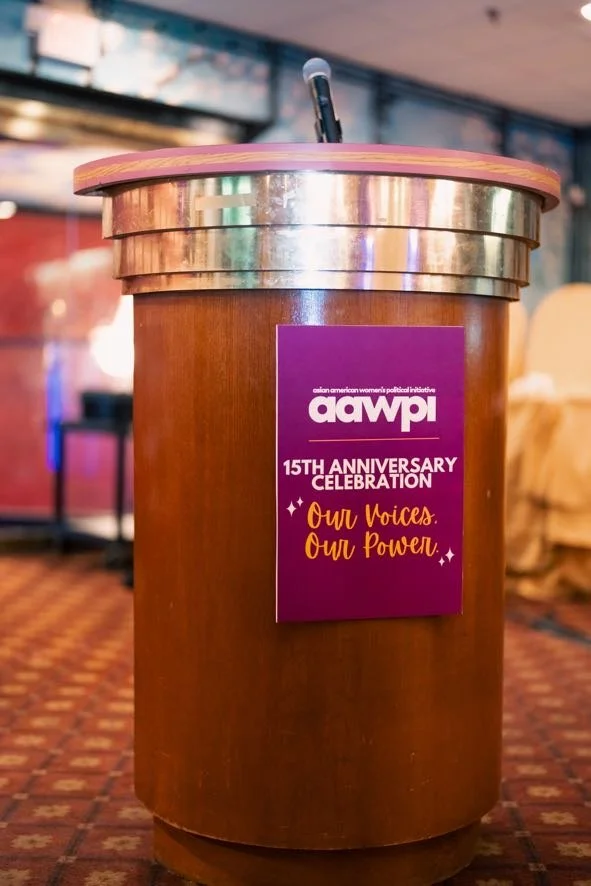 asian american women's political initiative
aawpi
15TH ANNIVERSARY
CELEBRATION
Our Voices.
Our Power.